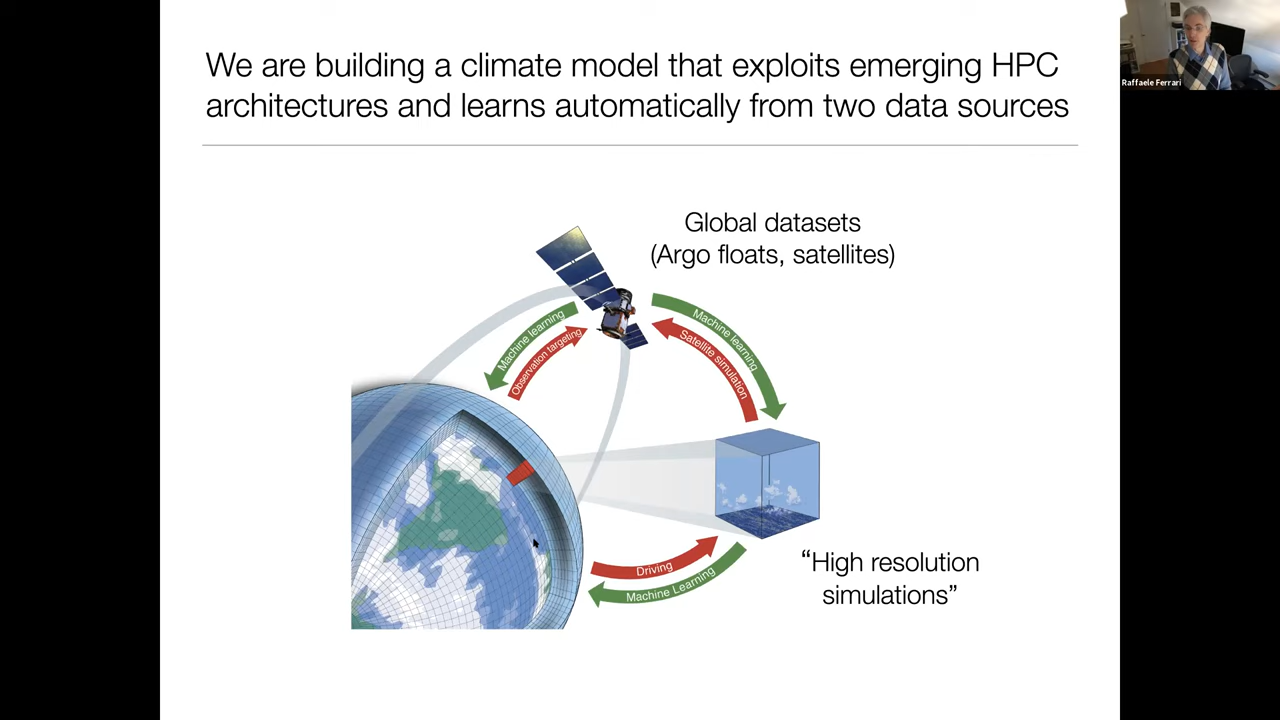 We are building a climate model that exploits emerging HPC
architectures and learns automatically from two data sources
Raffaele Ferrari
Global datasets
(Argo floats, satellites)
Machine learning
Observation targeting
Machine learning
Satellite simulation
Driving
Machine Learning
“High resolution
simulations”